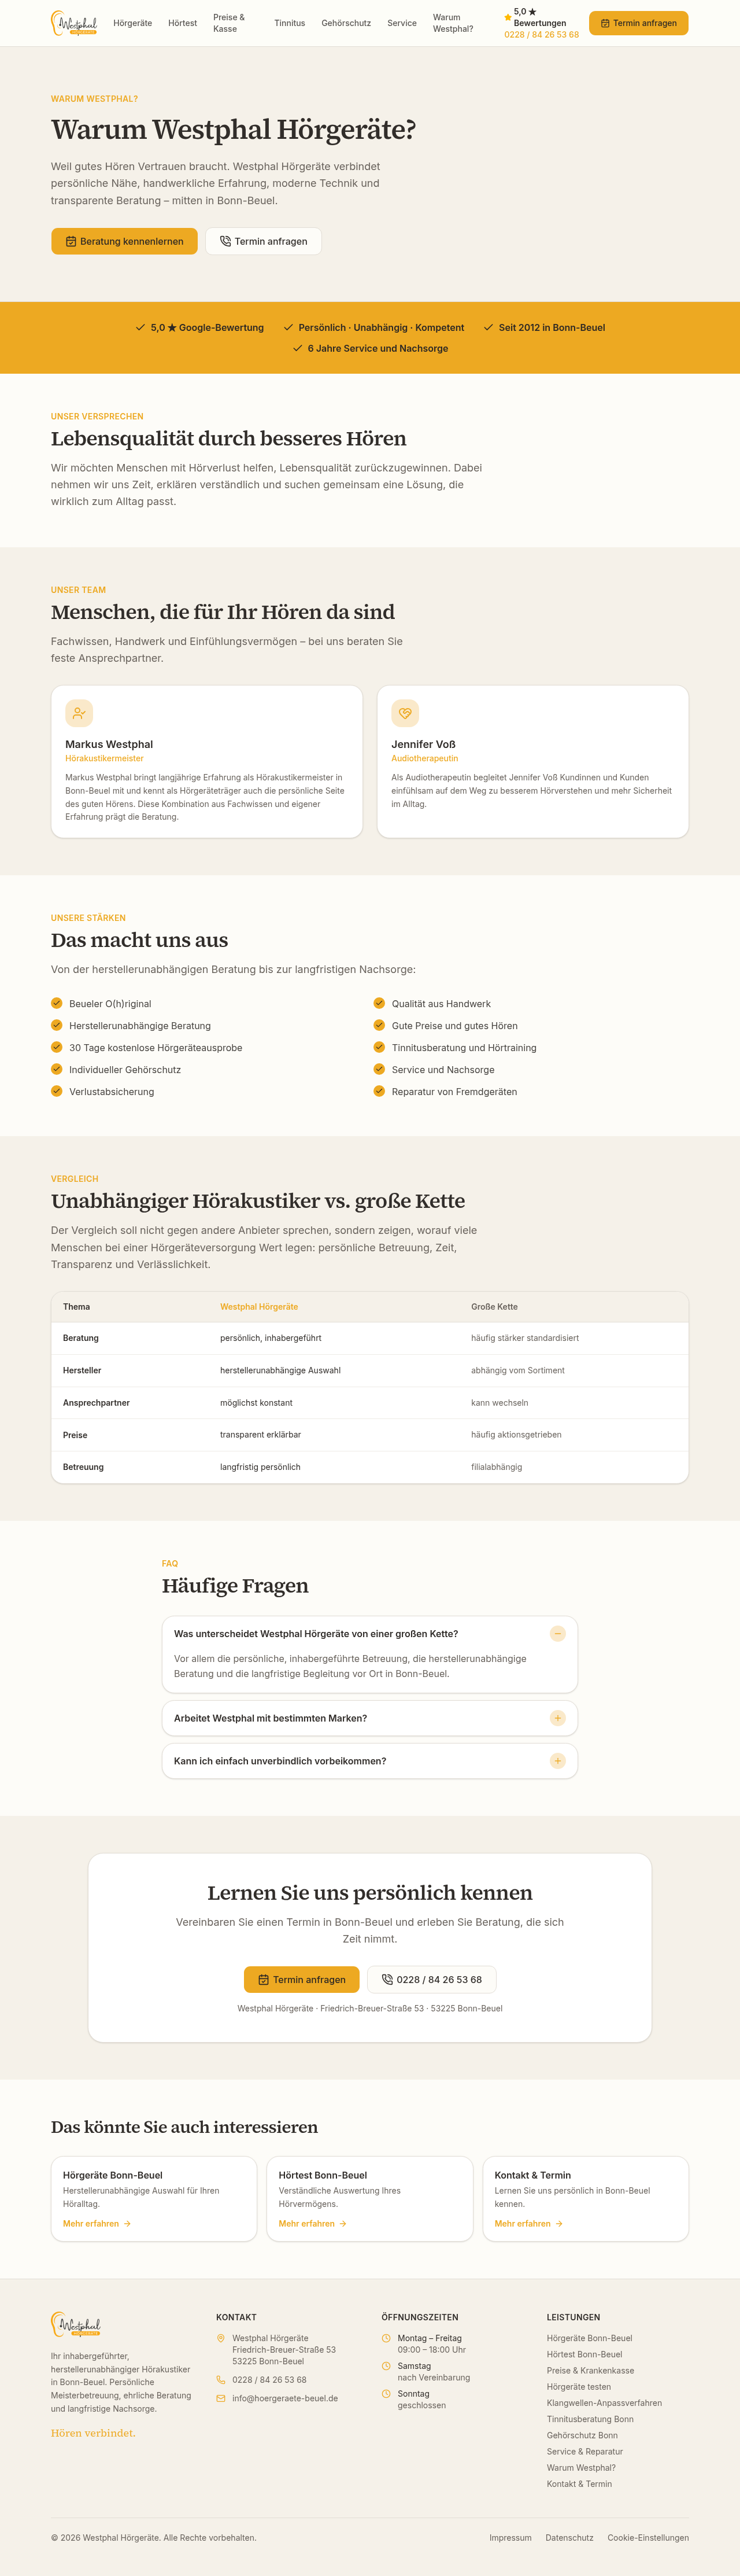 Westphal
HÖRGERÄTE
Hörgeräte
Hörtest
Preise &
Kasse
Tinnitus
Gehörschutz
Service
Warum
Westphal?
5,0 ★
Bewertungen
0228 / 84 26 53 68
Termin anfragen
WARUM WESTPHAL?
Warum Westphal Hörgeräte?
Weil gutes Hören Vertrauen braucht. Westphal Hörgeräte verbindet
persönliche Nähe, handwerkliche Erfahrung, moderne Technik und
transparente Beratung – mitten in Bonn-Beuel.
Beratung kennenlernen
Termin anfragen
5,0 ★ Google-Bewertung
Persönlich · Unabhängig · Kompetent
Seit 2012 in Bonn-Beuel
6 Jahre Service und Nachsorge
UNSER VERSPRECHEN
Lebensqualität durch besseres Hören
Wir möchten Menschen mit Hörverlust helfen, Lebensqualität zurückzugewinnen. Dabei
nehmen wir uns Zeit, erklären verständlich und suchen gemeinsam eine Lösung, die
wirklich zum Alltag passt.
UNSER TEAM
Menschen, die für Ihr Hören da sind
Fachwissen, Handwerk und Einfühlungsvermögen – bei uns beraten Sie
feste Ansprechpartner.
Markus Westphal
Hörakustikermeister
Markus Westphal bringt langjährige Erfahrung als Hörakustikermeister in
Bonn-Beuel mit und kennt als Hörgeräteträger auch die persönliche Seite
des guten Hörens. Diese Kombination aus Fachwissen und eigener
Erfahrung prägt die Beratung.
Jennifer Voß
Audiotherapeutin
Als Audiotherapeutin begleitet Jennifer Voß Kundinnen und Kunden
einfühlsam auf dem Weg zu besserem Hörverstehen und mehr Sicherheit
im Alltag.
UNSERE STÄRKEN
Das macht uns aus
Von der herstellerunabhängigen Beratung bis zur langfristigen Nachsorge:
Beueler O(h)riginal
Qualität aus Handwerk
Herstellerunabhängige Beratung
Gute Preise und gutes Hören
30 Tage kostenlose Hörgeräteausprobe
Tinnitusberatung und Hörtraining
Individueller Gehörschutz
Service und Nachsorge
Verlustabsicherung
Reparatur von Fremdgeräten
VERGLEICH
Unabhängiger Hörakustiker vs. große Kette
Der Vergleich soll nicht gegen andere Anbieter sprechen, sondern zeigen, worauf viele
Menschen bei einer Hörgeräteversorgung Wert legen: persönliche Betreuung, Zeit,
Transparenz und Verlässlichkeit.
Thema Westphal Hörgeräte Große Kette
Beratung persönlich, inhabergeführt häufig stärker standardisiert
Hersteller herstellerunabhängige Auswahl abhängig vom Sortiment
Ansprechpartner möglichst konstant kann wechseln
Preise transparent erklärbar häufig aktionsgetrieben
Betreuung langfristig persönlich filialabhängig
FAQ
Häufige Fragen
Was unterscheidet Westphal Hörgeräte von einer großen Kette?
Vor allem die persönliche, inhabergeführte Betreuung, die herstellerunabhängige
Beratung und die langfristige Begleitung vor Ort in Bonn-Beuel.
Arbeitet Westphal mit bestimmten Marken?
Kann ich einfach unverbindlich vorbeikommen?
Lernen Sie uns persönlich kennen
Vereinbaren Sie einen Termin in Bonn-Beuel und erleben Sie Beratung, die sich
Zeit nimmt.
Termin anfragen
0228 / 84 26 53 68
Westphal Hörgeräte · Friedrich-Breuer-Straße 53 · 53225 Bonn-Beuel
Das könnte Sie auch interessieren
Hörgeräte Bonn-Beuel
Herstellerunabhängige Auswahl für Ihren
Höralltag.
Mehr erfahren →
Hörtest Bonn-Beuel
Verständliche Auswertung Ihres
Hörvermögens.
Mehr erfahren →
Kontakt & Termin
Lernen Sie uns persönlich in Bonn-Beuel
kennen.
Mehr erfahren →
Westphal
HÖRGERÄTE
Ihr inhabergeführter,
herstellerunabhängiger Hörakustiker
in Bonn-Beuel. Persönliche
Meisterbetreuung, ehrliche Beratung
und langfristige Nachsorge.
Hören verbindet.
KONTAKT
Westphal Hörgeräte
Friedrich-Breuer-Straße 53
53225 Bonn-Beuel
0228 / 84 26 53 68
info@hoergeraete-beuel.de
ÖFFNUNGSZEITEN
Montag – Freitag
09:00 – 18:00 Uhr
Samstag
nach Vereinbarung
Sonntag
geschlossen
LEISTUNGEN
Hörgeräte Bonn-Beuel
Hörtest Bonn-Beuel
Preise & Krankenkasse
Hörgeräte testen
Klangwellen-Anpassverfahren
Tinnitusberatung Bonn
Gehörschutz Bonn
Service & Reparatur
Warum Westphal?
Kontakt & Termin
© 2026 Westphal Hörgeräte. Alle Rechte vorbehalten.
Impressum
Datenschutz
Cookie-Einstellungen